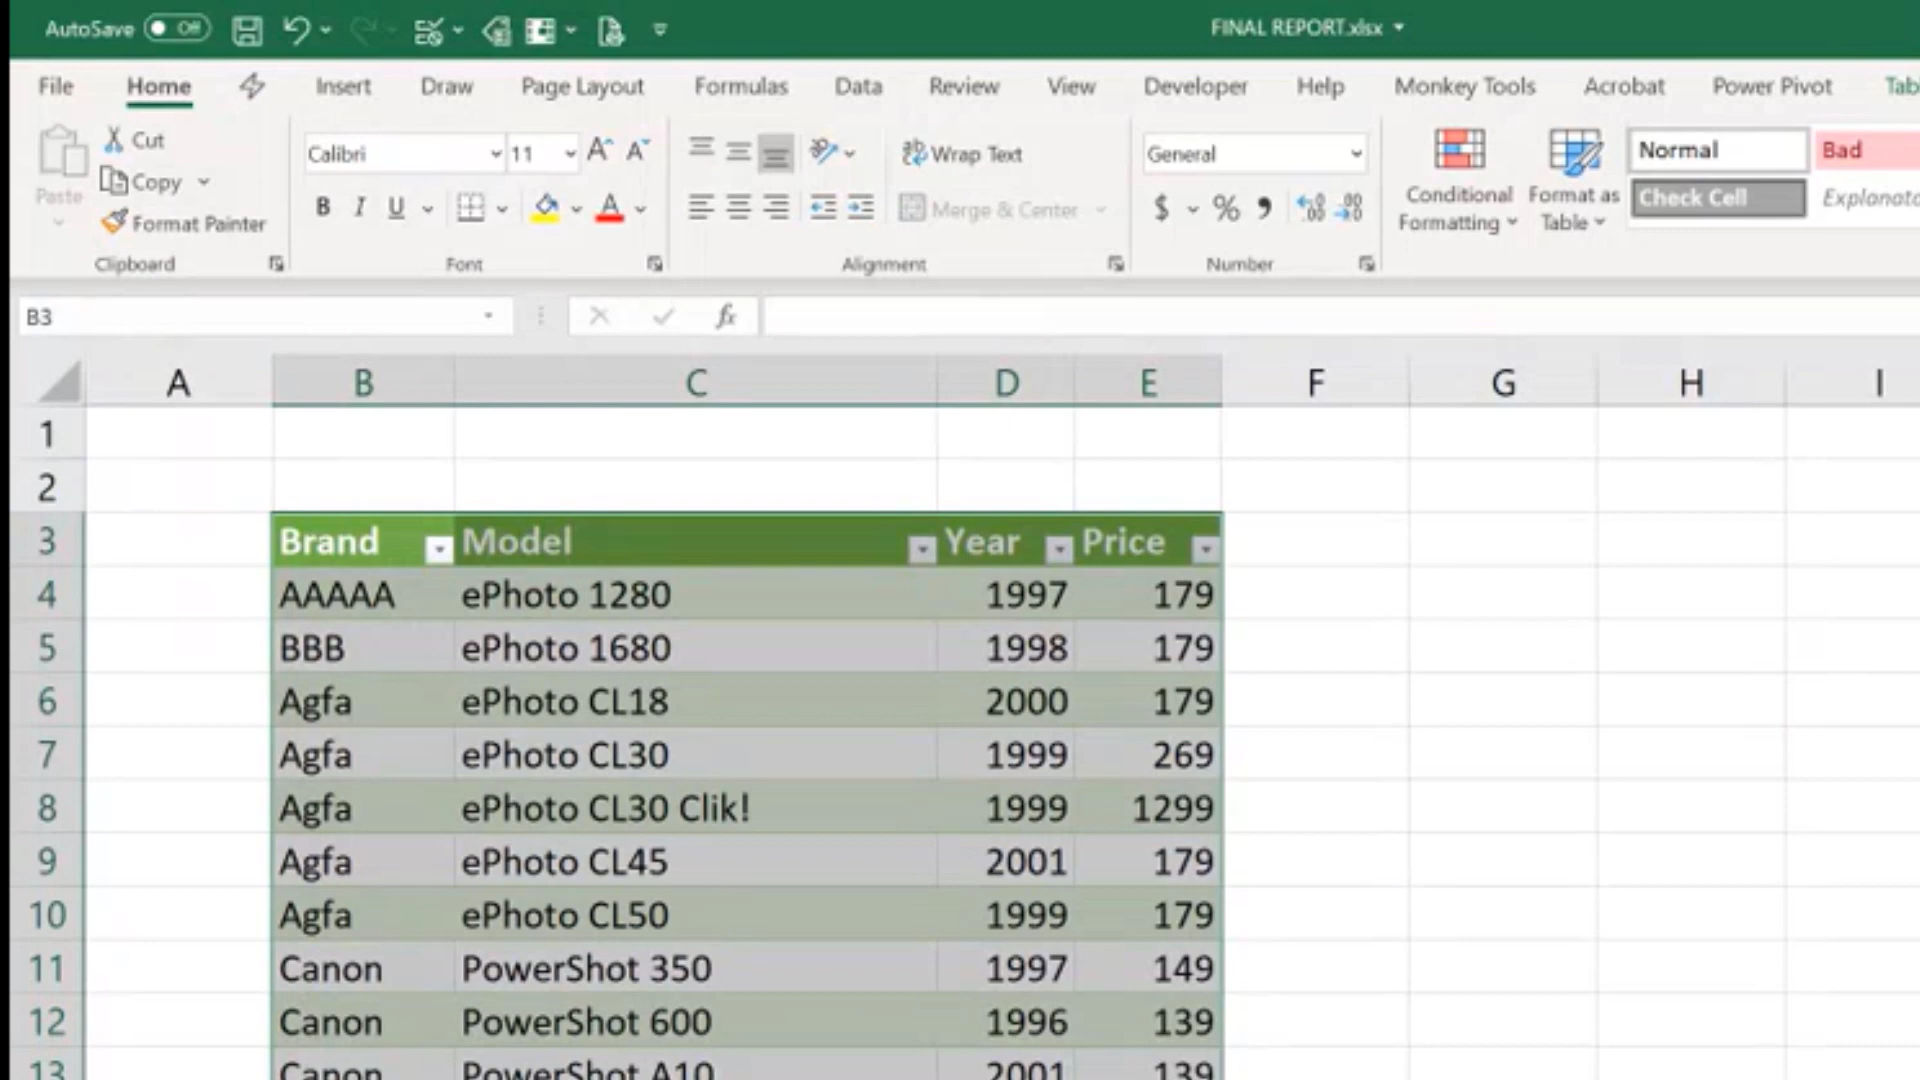 AutoSave Off FINAL REPORT.xlsx
File Home Insert Draw Page Layout Formulas Data Review View Developer Help Monkey Tools Acrobat Power Pivot
Paste
Cut
Copy
Format Painter
Clipboard
Calibri 11
B I U
Font
Wrap Text
Merge & Center
Alignment
General
$ % ,
Number
Conditional Formatting
Format as Table
Normal Bad
Check Cell
B3 fx
A B C D E F G H I
1
2
3 Brand Model Year Price
4 AAAAA ePhoto 1280 1997 179
5 BBB ePhoto 1680 1998 179
6 Agfa ePhoto CL18 2000 179
7 Agfa ePhoto CL30 1999 269
8 Agfa ePhoto CL30 Clik! 1999 1299
9 Agfa ePhoto CL45 2001 179
10 Agfa ePhoto CL50 1999 179
11 Canon PowerShot 350 1997 149
12 Canon PowerShot 600 1996 139
13 Canon PowerShot A10 2001 139